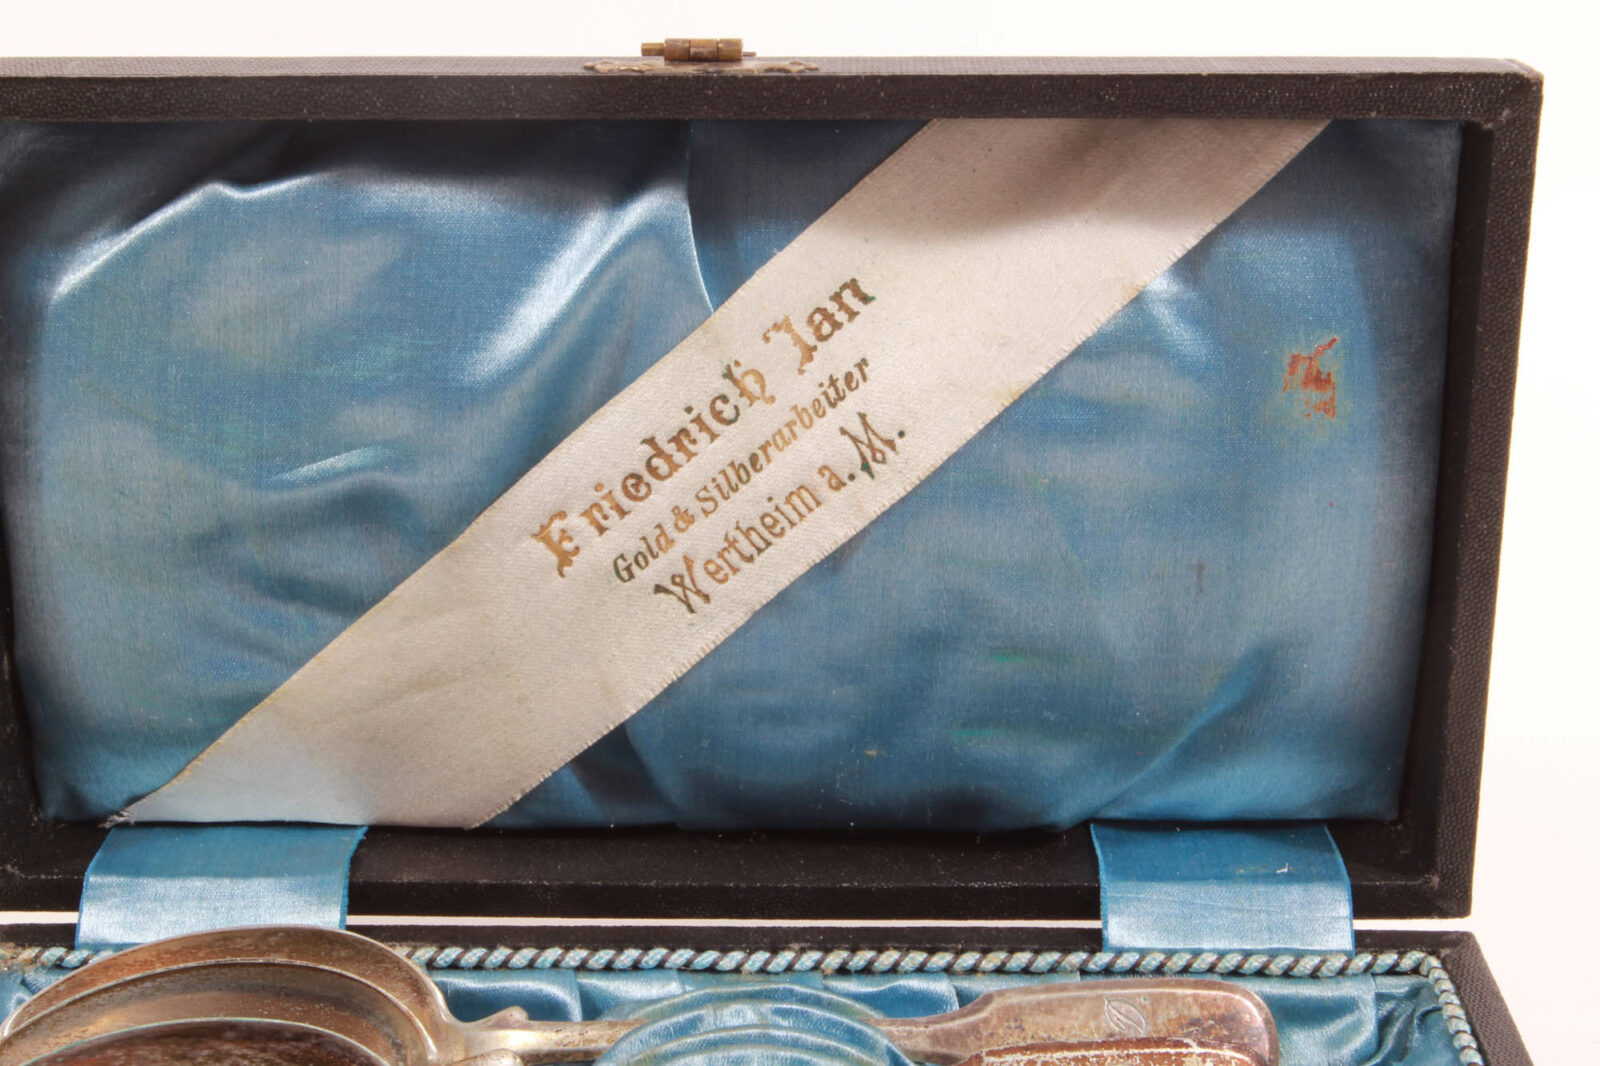 Friedrich Jan
Gold & Silberarbeiter
Wertheim a. M.